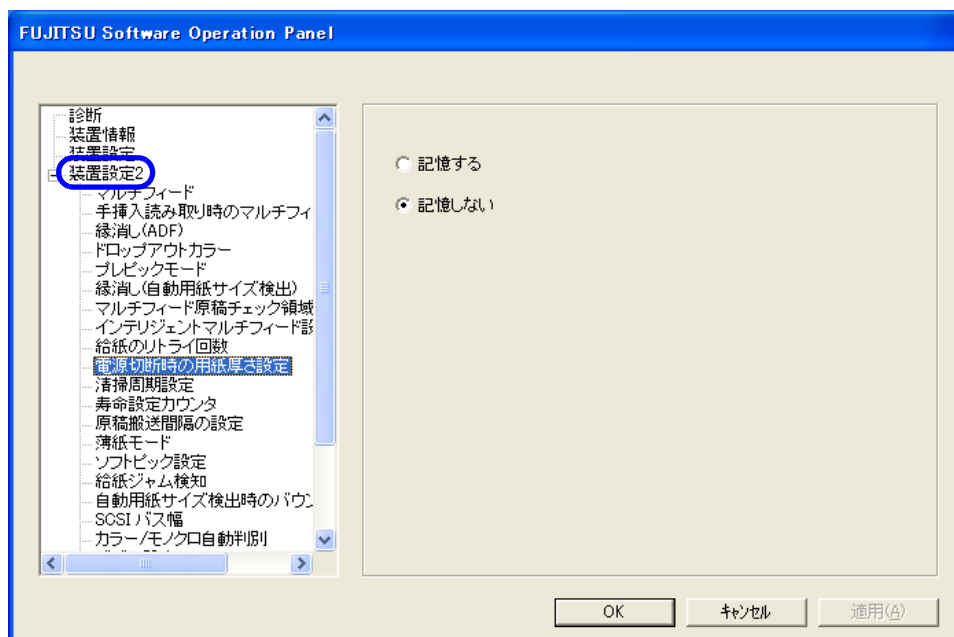 FUJITSU Software Operation Panel
診断
装置情報
装置設定
装置設定2
マルチフィード
手挿入読み取り時のマルチフィ
縁消し(ADF)
ドロップアウトカラー
プレピックモード
縁消し(自動用紙サイズ検出)
マルチフィード原稿チェック領域
インテリジェントマルチフィード設
給紙のリトライ回数
電源切断時の用紙厚さ設定
清掃周期設定
寿命設定カウンタ
原稿搬送間隔の設定
薄紙モード
ソフトピック設定
給紙ジャム検知
自動用紙サイズ検出時のバウン
SCSI バス幅
カラー/モノクロ自動判別
記憶する
記憶しない
OK
キャンセル
適用(A)